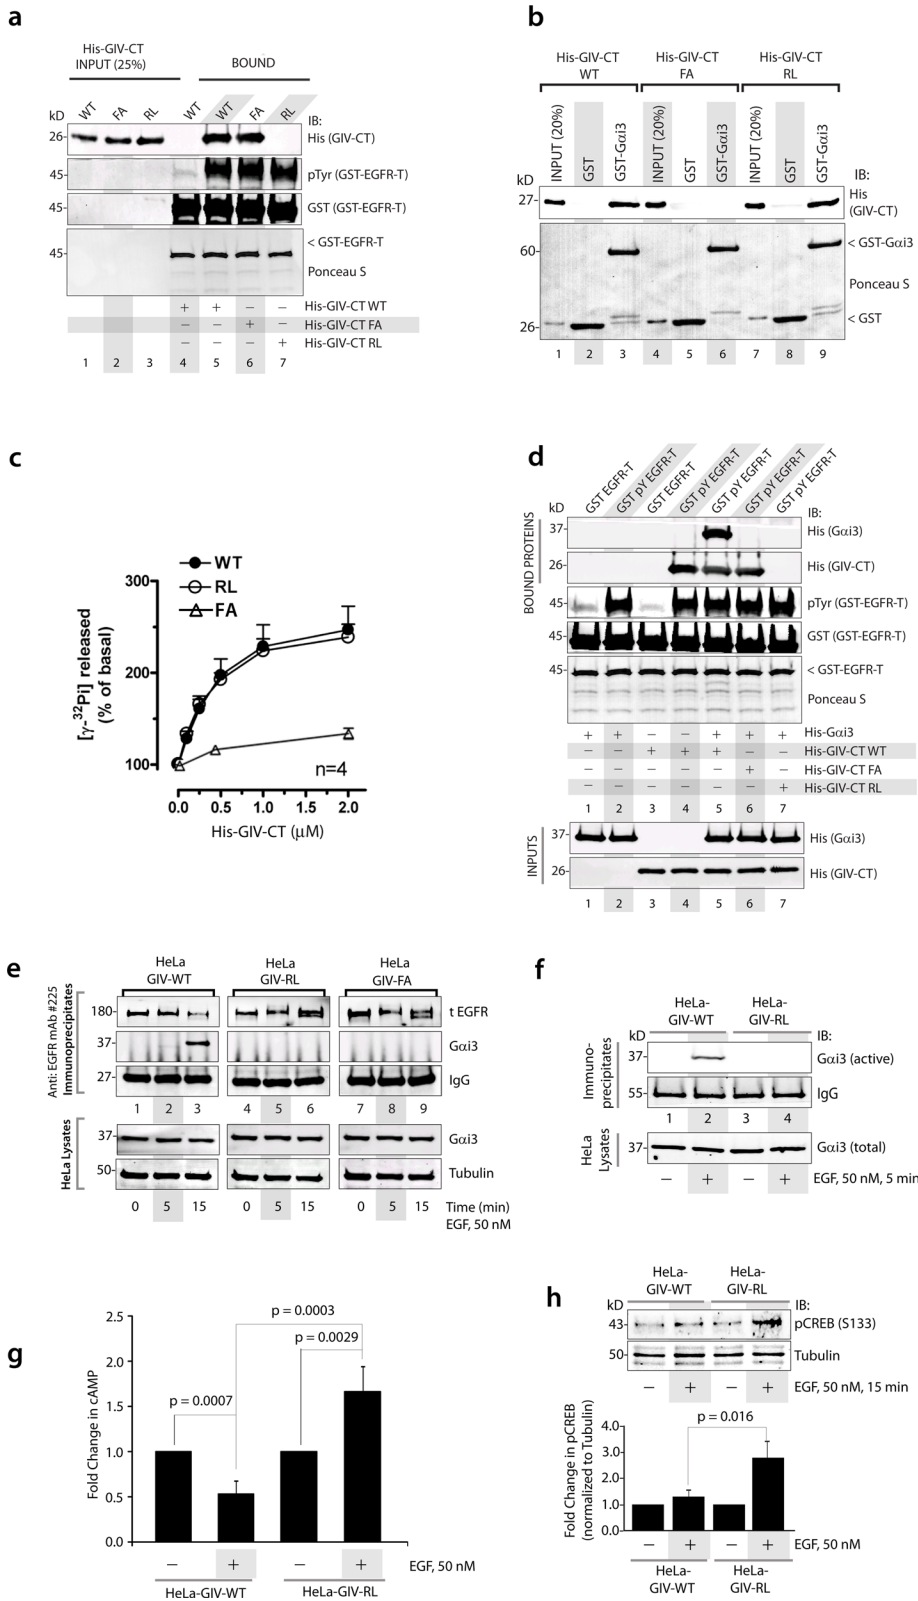 a
His-GIV-CT
INPUT (25%)
BOUND
kD
WT FA RL WT WT FA RL
IB:
26- His (GIV-CT)
45- pTyr (GST-EGFR-T)
45- GST (GST-EGFR-T)
45- < GST-EGFR-T
Ponceau S
+ + − − His-GIV-CT WT
− − + − His-GIV-CT FA
− − − + His-GIV-CT RL
1 2 3 4 5 6 7
b
His-GIV-CT WT
His-GIV-CT FA
His-GIV-CT RL
INPUT (20%) GST GST-Gαi3 INPUT (20%) GST GST-Gαi3 INPUT (20%) GST GST-Gαi3
kD
IB:
27- His (GIV-CT)
60- < GST-Gαi3
Ponceau S
26- < GST
1 2 3 4 5 6 7 8 9
c
WT
RL
FA
300
200
100
[γ-32Pi] released
(% of basal)
n=4
0.0 0.5 1.0 1.5 2.0
His-GIV-CT (μM)
d
GST EGFR-T GST pY EGFR-T GST EGFR-T GST pY EGFR-T GST pY EGFR-T GST pY EGFR-T GST pY EGFR-T
kD
IB:
BOUND PROTEINS
37- His (Gαi3)
26- His (GIV-CT)
45- pTyr (GST-EGFR-T)
45- GST (GST-EGFR-T)
45- < GST-EGFR-T
Ponceau S
+ + − − + + + His-Gαi3
− − + + + − − His-GIV-CT WT
− − − − − + − His-GIV-CT FA
− − − − − − + His-GIV-CT RL
1 2 3 4 5 6 7
INPUTS
37- His (Gαi3)
26- His (GIV-CT)
1 2 3 4 5 6 7
e
HeLa GIV-WT
HeLa GIV-RL
HeLa GIV-FA
Anti: EGFR mAb #225
Immunoprecipitates
180- t EGFR
37- Gαi3
27- IgG
1 2 3 4 5 6 7 8 9
HeLa Lysates
37- Gαi3
50- Tubulin
0 5 15 0 5 15 0 5 15 Time (min)
EGF, 50 nM
f
HeLa-GIV-WT
HeLa-GIV-RL
kD
IB:
Immuno-
precipitates
37- Gαi3 (active)
55- IgG
1 2 3 4
HeLa
Lysates
37- Gαi3 (total)
− + − + EGF, 50 nM, 5 min
g
Fold Change in cAMP
2.5
2.0
1.5
1.0
0.5
0.0
p = 0.0003
p = 0.0029
p = 0.0007
− + − + EGF, 50 nM
HeLa-GIV-WT HeLa-GIV-RL
h
HeLa-GIV-WT
HeLa-GIV-RL
kD
IB:
43- pCREB (S133)
50- Tubulin
− + − + EGF, 50 nM, 15 min
Fold Change in pCREB
(normalized to Tubulin)
4.0
3.0
2.0
1.0
0.0
p = 0.016
− + − + EGF, 50 nM
HeLa-GIV-WT
HeLa-GIV-RL